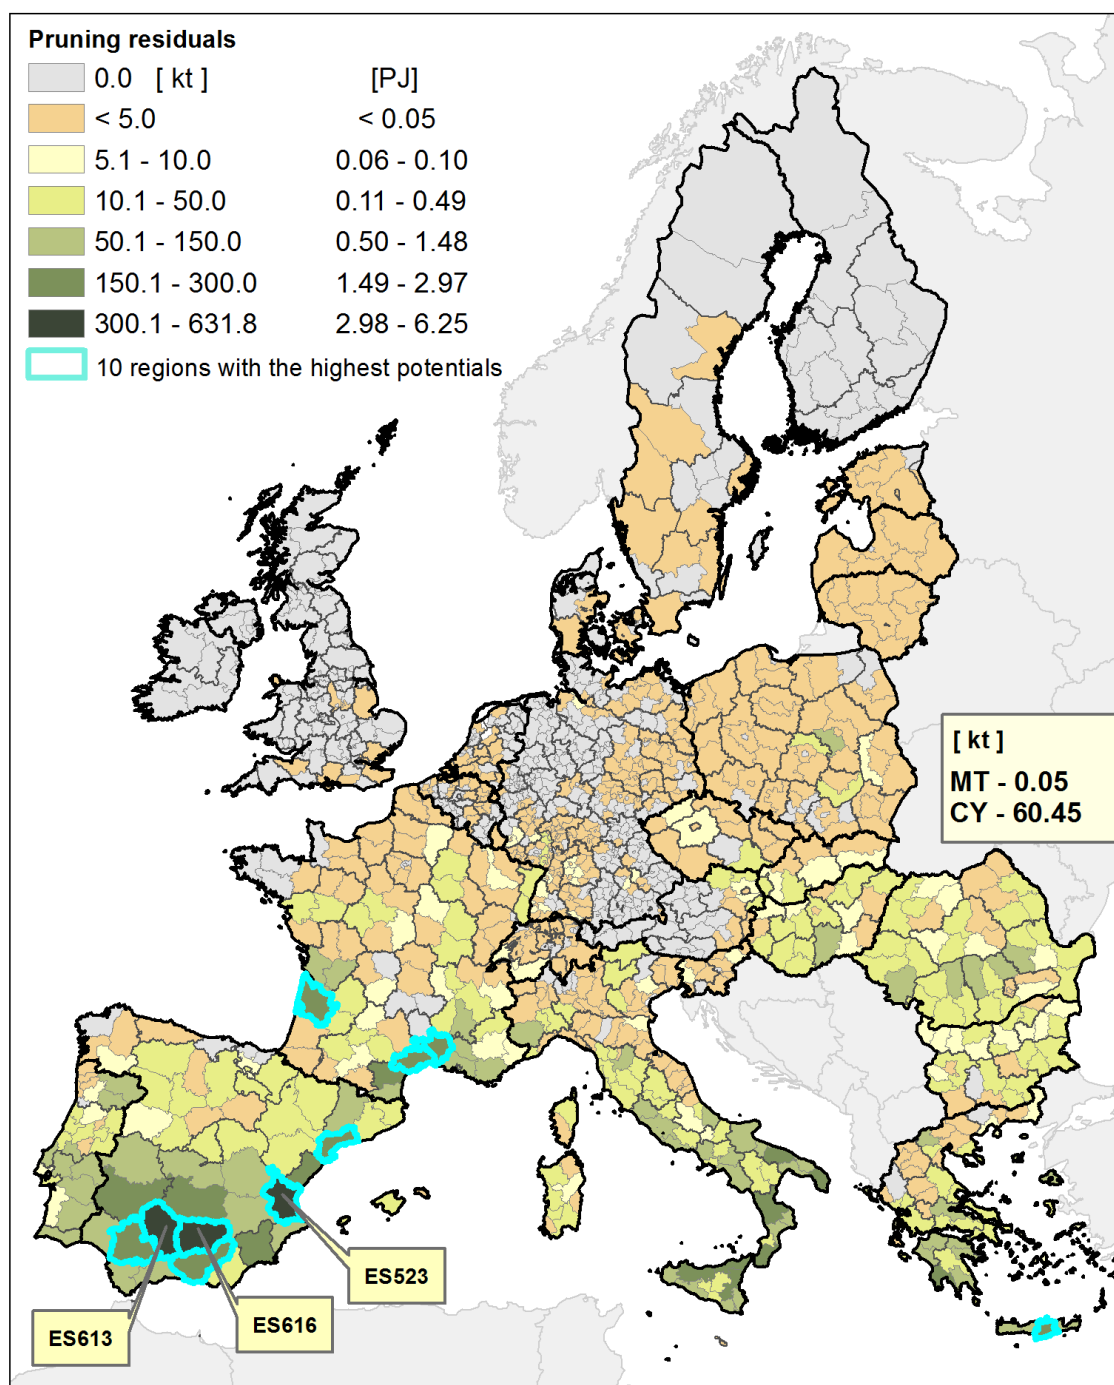 Pruning residuals
0.0 [ kt ] [PJ]
< 5.0 < 0.05
5.1 - 10.0 0.06 - 0.10
10.1 - 50.0 0.11 - 0.49
50.1 - 150.0 0.50 - 1.48
150.1 - 300.0 1.49 - 2.97
300.1 - 631.8 2.98 - 6.25
10 regions with the highest potentials
[ kt ]
MT - 0.05
CY - 60.45
ES523
ES616
ES613